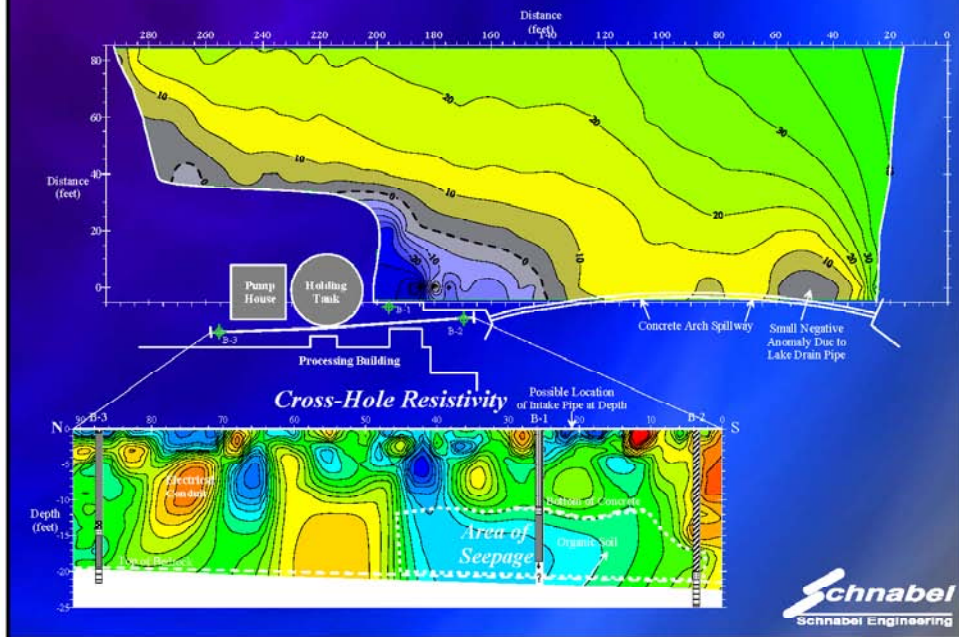 Distance
(feet)
280 260 240 220 200 180 160 140 120 100 80 60 40 20 0
80
60
40
20
0
Distance
(feet)
20
20
30
10
10
10
20
20
10
0
0
-10
0
10
20
30
Pump
House
Holding
Tank
B-1
B-2
B-3
Concrete Arch Spillway
Small Negative
Anomaly Due to
Lake Drain Pipe
Processing Building
Cross-Hole Resistivity
Possible Location
of Intake Pipe at Depth
N
B-3
B-1
B-2
S
90 80 70 60 50 40 30 20 10 0
0
-5
-10
-15
-20
-25
Depth
(feet)
Electrical
Conduit
Bottom of Concrete
Area of
Seepage
Organic Soil
Top of Bedrock
?
Schnabel
Schnabel Engineering